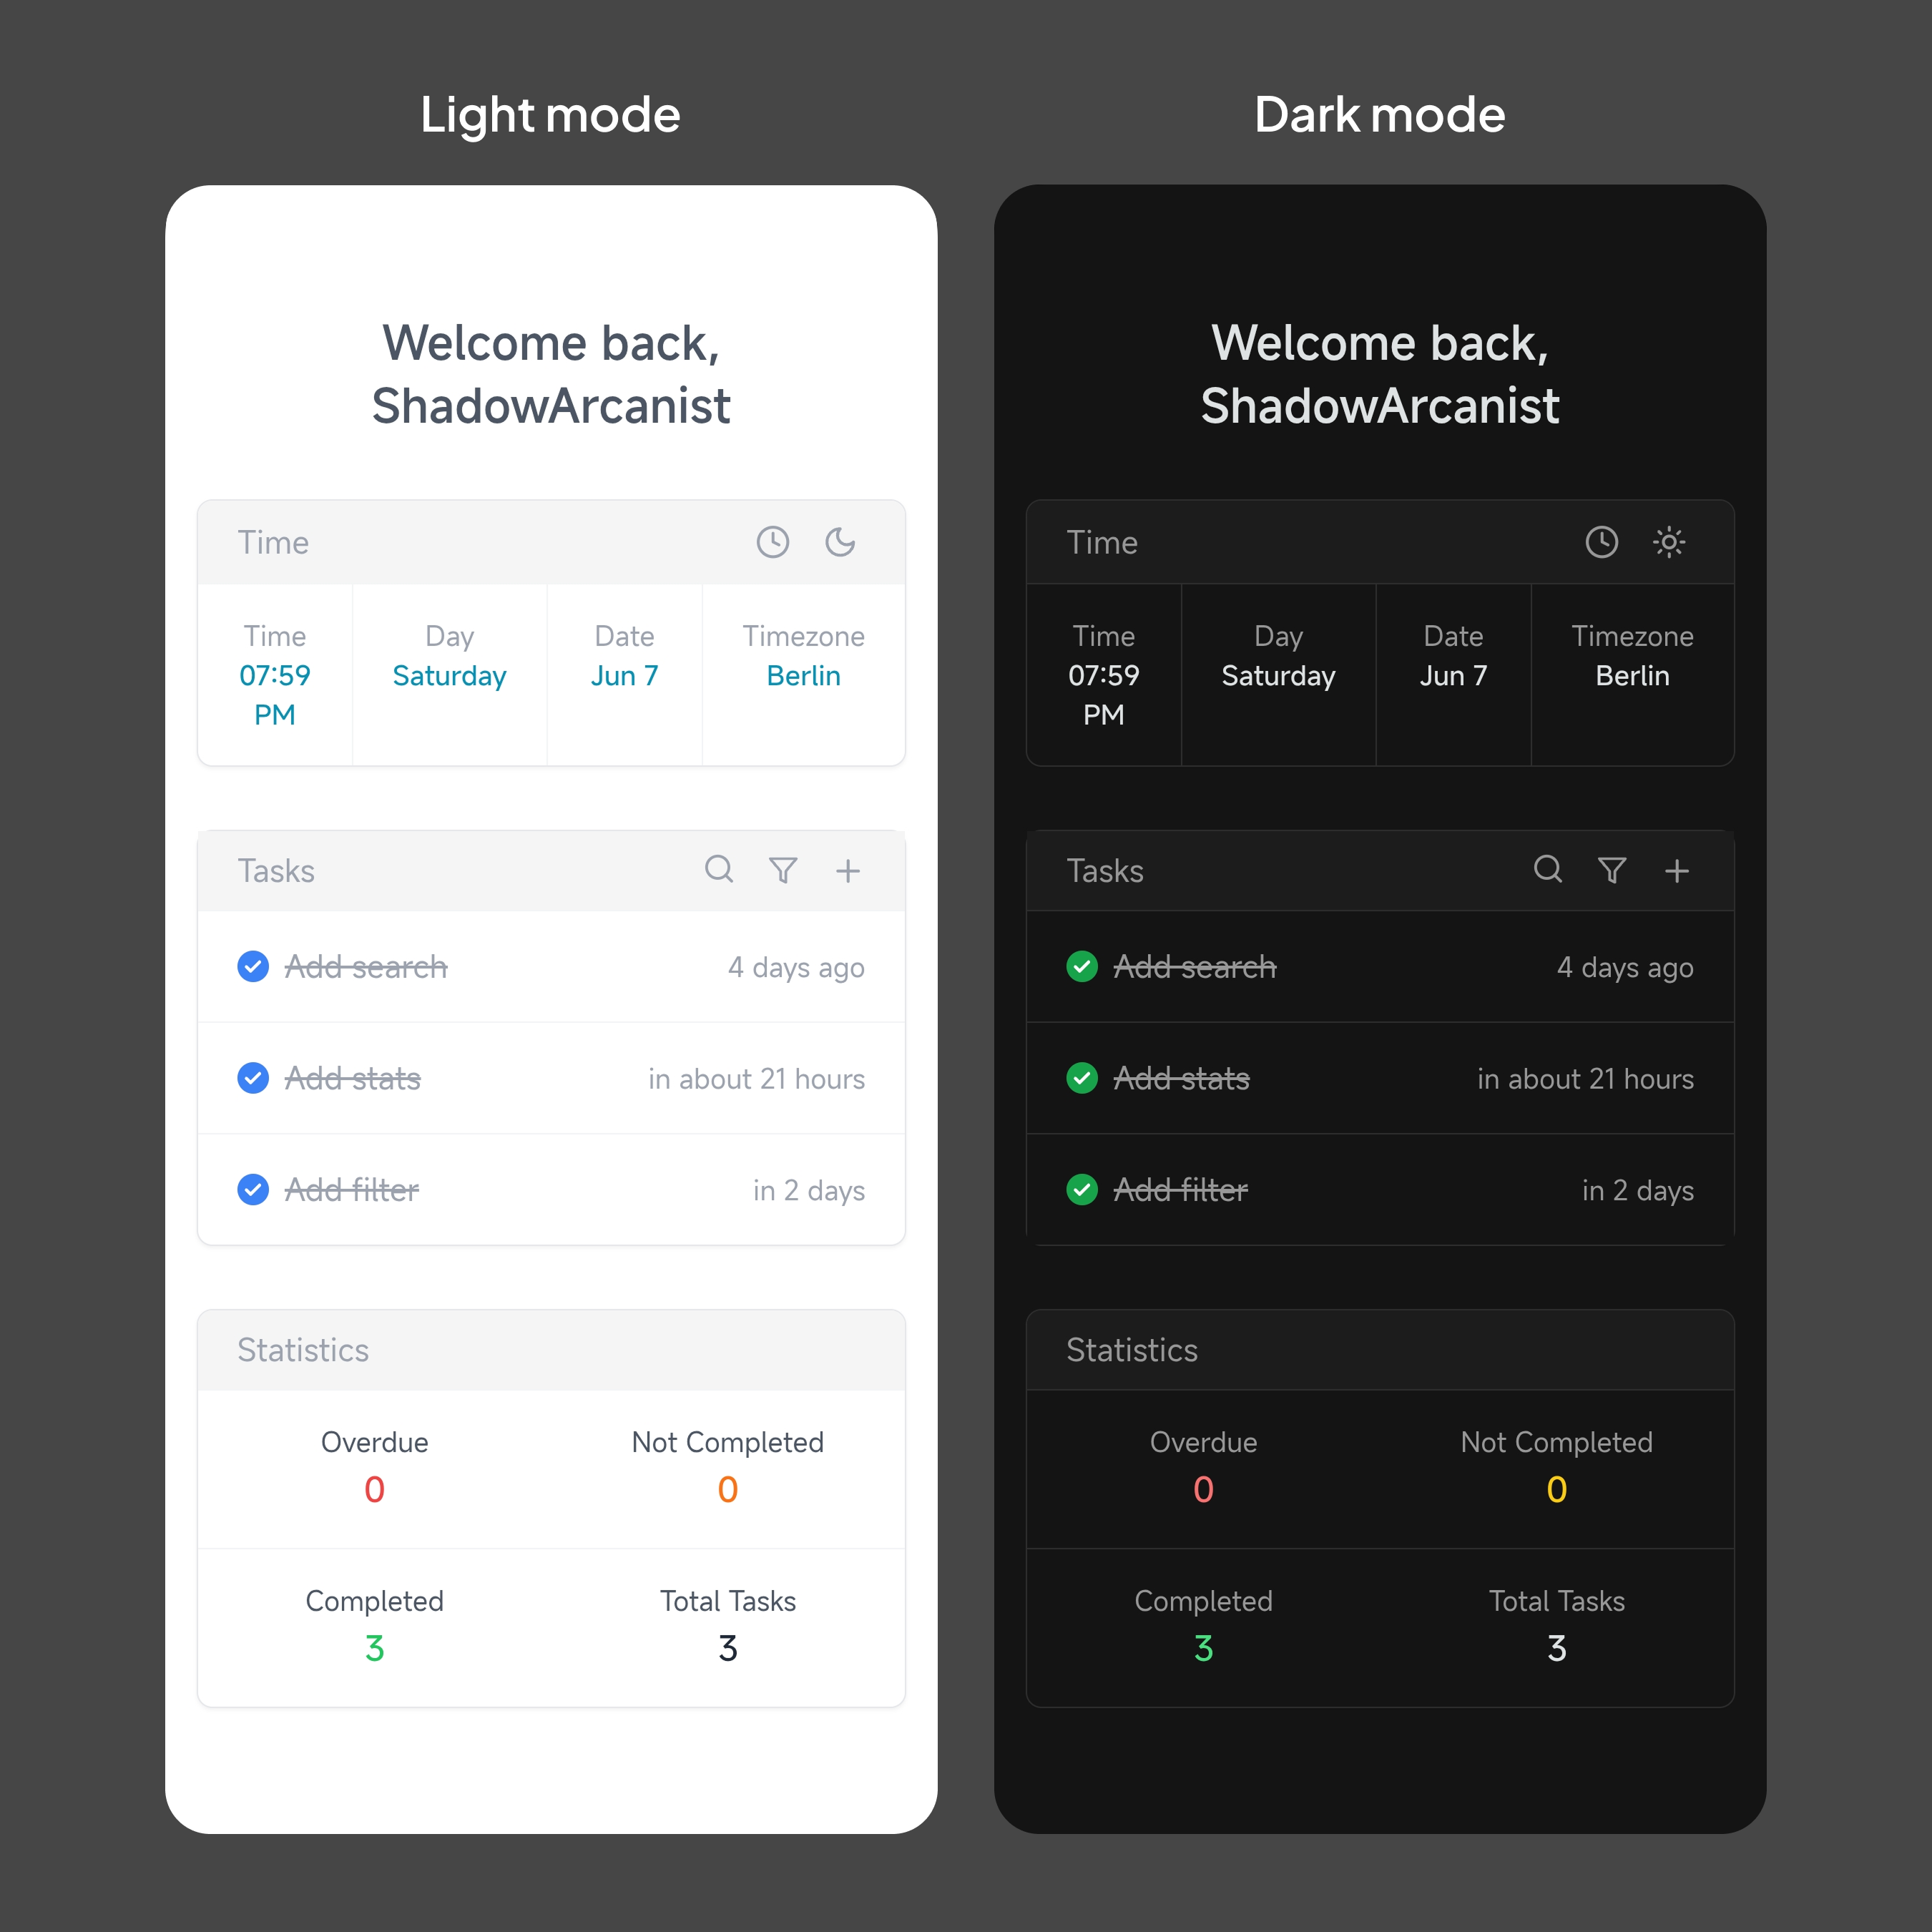 Light mode
Welcome back,
ShadowArcanist
Time
Time
07:59
PM
Day
Saturday
Date
Jun 7
Timezone
Berlin
Tasks
Add search
4 days ago
Add stats
in about 21 hours
Add filter
in 2 days
Statistics
Overdue
0
Not Completed
0
Completed
3
Total Tasks
3
Dark mode
Welcome back,
ShadowArcanist
Time
Time
07:59
PM
Day
Saturday
Date
Jun 7
Timezone
Berlin
Tasks
Add search
4 days ago
Add stats
in about 21 hours
Add filter
in 2 days
Statistics
Overdue
0
Not Completed
0
Completed
3
Total Tasks
3